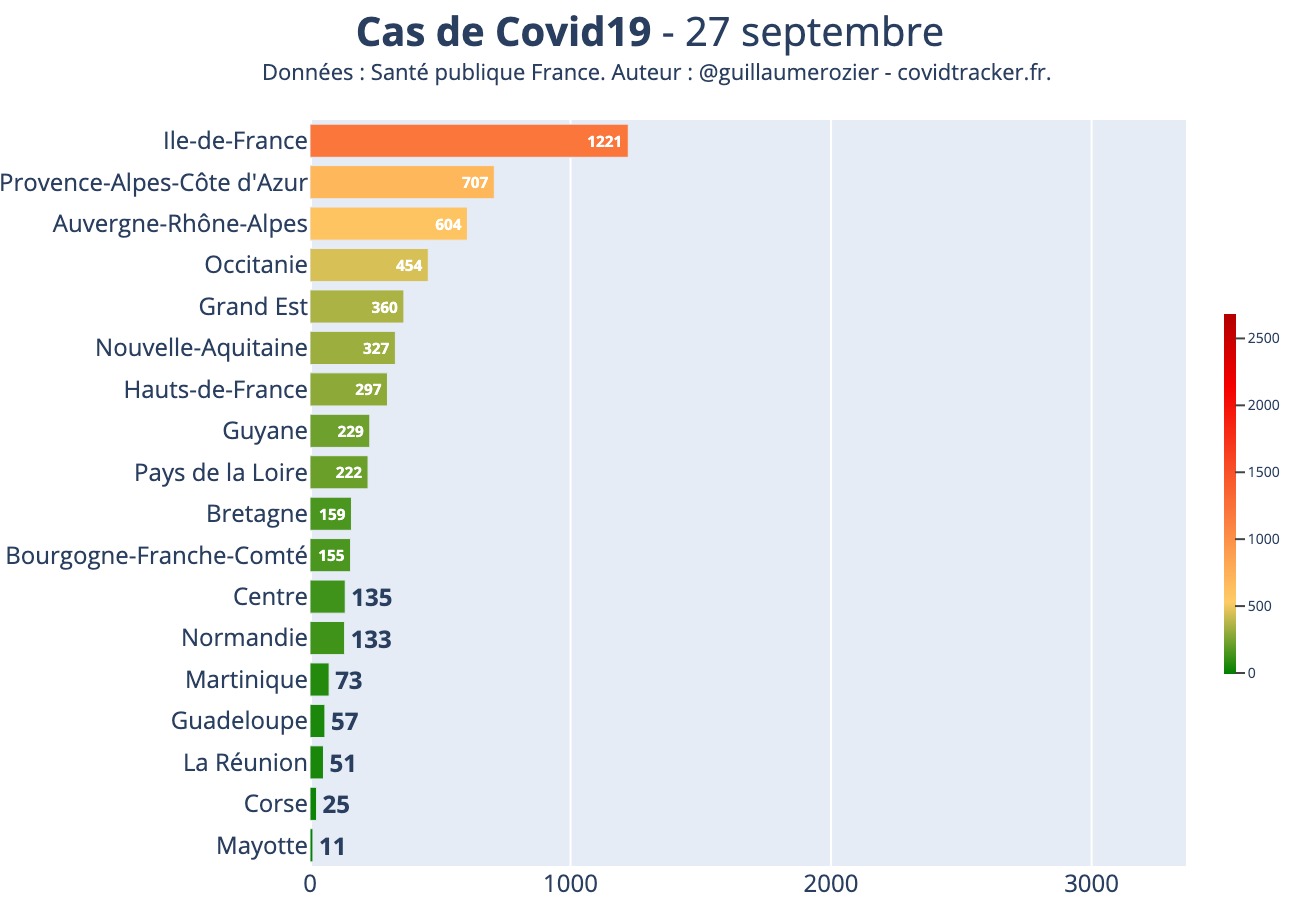 Cas de Covid19 - 27 septembre
Données : Santé publique France. Auteur : @guillaumerozier - covidtracker.fr.
Ile-de-France 1221
Provence-Alpes-Côte d'Azur 707
Auvergne-Rhône-Alpes 604
Occitanie 454
Grand Est 360
Nouvelle-Aquitaine 327
Hauts-de-France 297
Guyane 229
Pays de la Loire 222
Bretagne 159
Bourgogne-Franche-Comté 155
Centre 135
Normandie 133
Martinique 73
Guadeloupe 57
La Réunion 51
Corse 25
Mayotte 11
0 1000 2000 3000
2500
2000
1500
1000
500
0